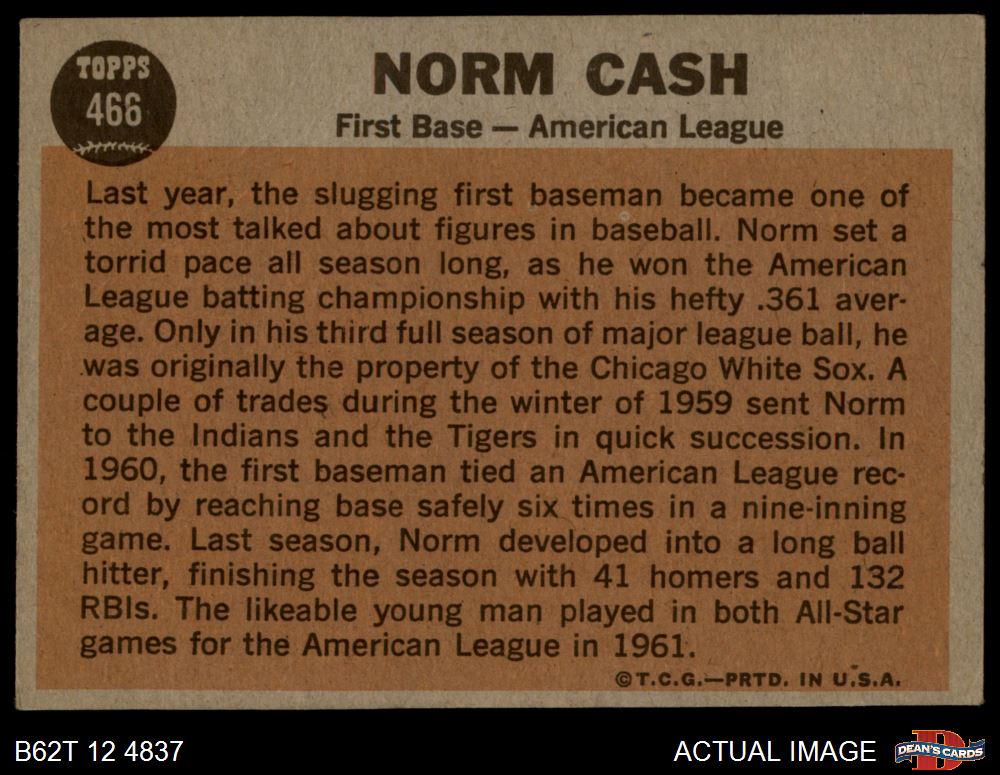 TOPPS
466
NORM CASH
First Base — American League
Last year, the slugging first baseman became one of
the most talked about figures in baseball. Norm set a
torrid pace all season long, as he won the American
League batting championship with his hefty .361 aver-
age. Only in his third full season of major league ball, he
was originally the property of the Chicago White Sox. A
couple of trades during the winter of 1959 sent Norm
to the Indians and the Tigers in quick succession. In
1960, the first baseman tied an American League rec-
ord by reaching base safely six times in a nine-inning
game. Last season, Norm developed into a long ball
hitter, finishing the season with 41 homers and 132
RBIs. The likeable young man played in both All-Star
games for the American League in 1961.
©T.C.G.—PRTD. IN U.S.A.
B62T 12 4837
ACTUAL IMAGE
D
DEAN'S CARDS